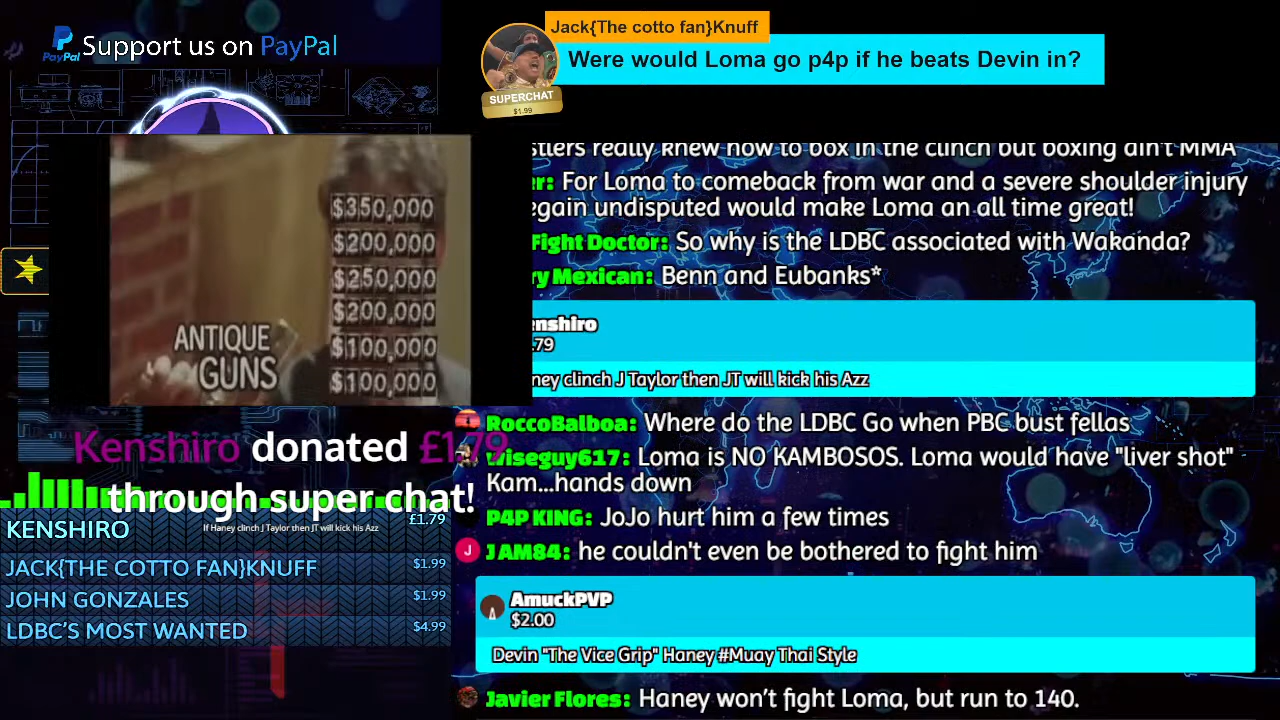 PayPal
Support us on PayPal
Jack{The cotto fan}Knuff
Were would Loma go p4p if he beats Devin in?
SUPERCHAT
$1.99
stlers really knew how to box in the clinch but boxing ain't MMA
er: For Loma to comeback from war and a severe shoulder injury
egain undisputed would make Loma an all time great!
Fight Doctor: So why is the LDBC associated with Wakanda?
ry Mexican: Benn and Eubanks*
enshiro
.79
ney clinch J Taylor then JT will kick his Azz
$350,000
$200,000
$250,000
$200,000
$100,000
$100,000
ANTIQUE
GUNS
RoccoBalboa: Where do the LDBC Go when PBC bust fellas
wiseguy617: Loma is NO KAMBOSOS. Loma would have "liver shot"
Kam...hands down
P4P KING: JoJo hurt him a few times
J
J AM84: he couldn't even be bothered to fight him
AmuckPVP
$2.00
Devin "The Vice Grip" Haney #Muay Thai Style
Javier Flores: Haney won't fight Loma, but run to 140.
Kenshiro donated £1.79
through super chat!
KENSHIRO
If Haney clinch J Taylor then JT will kick his Azz
£1.79
JACK{THE COTTO FAN}KNUFF $1.99
JOHN GONZALES $1.99
LDBC'S MOST WANTED $4.99